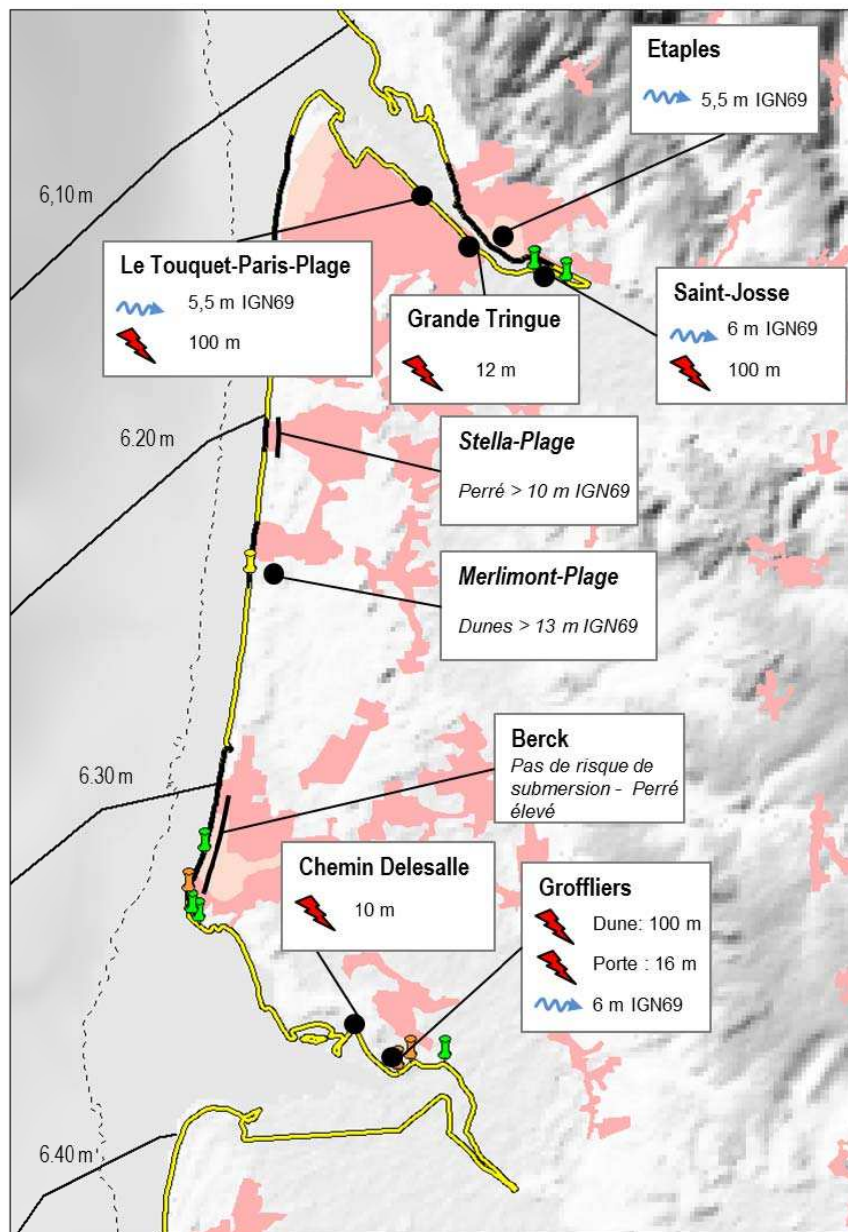 Etaples
5,5 m IGN69
6,10 m
Le Touquet-Paris-Plage
5,5 m IGN69
100 m
Grande Tringue
12 m
Saint-Josse
6 m IGN69
100 m
6.20 m
Stella-Plage
Perré > 10 m IGN69
Merlimont-Plage
Dunes > 13 m IGN69
6.30 m
Berck
Pas de risque de
submersion - Perré
élevé
Chemin Delesalle
10 m
Groffliers
Dune: 100 m
Porte : 16 m
6 m IGN69
6.40 m